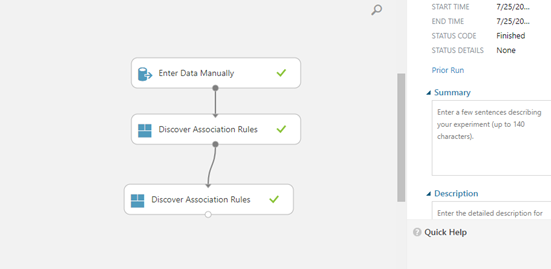 START TIME 7/25/20...
END TIME 7/25/20...
STATUS CODE Finished
STATUS DETAILS None
Prior Run
Summary
Enter a few sentences describing
your experiment (up to 140
characters).
Description
Enter the detailed description for
Quick Help
Enter Data Manually
Discover Association Rules
Discover Association Rules